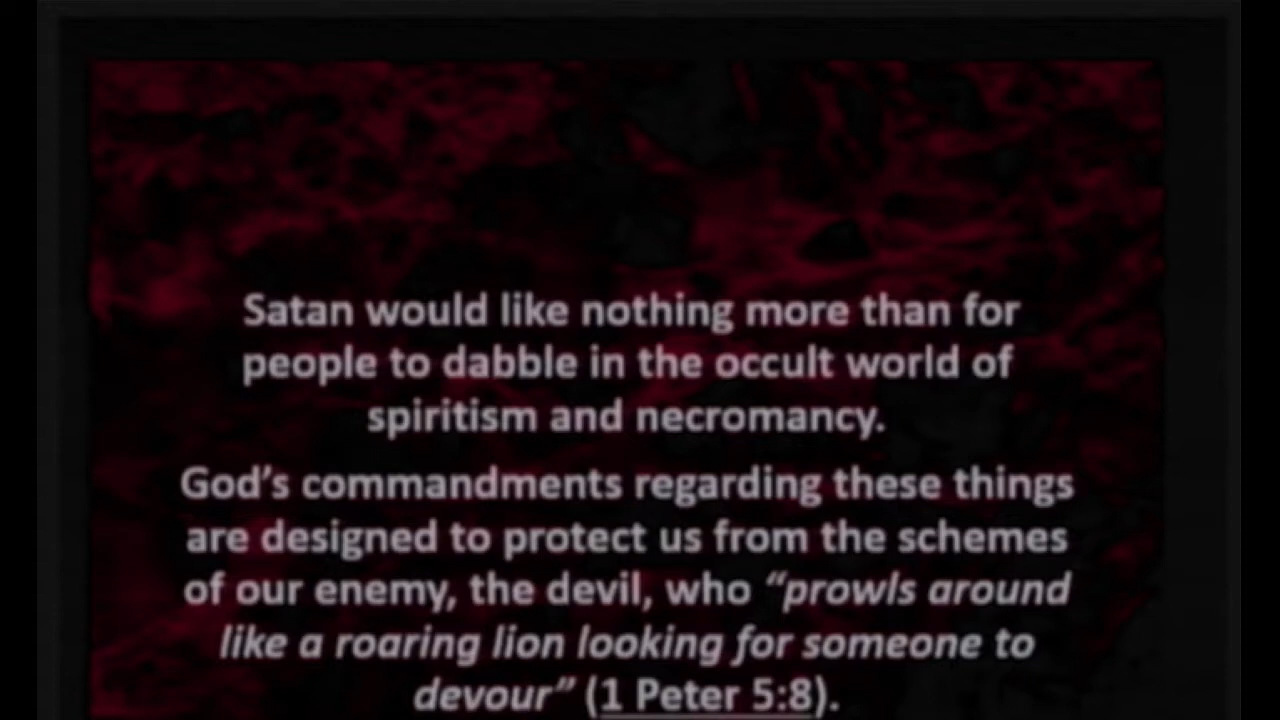 Satan would like nothing more than for
people to dabble in the occult world of
spiritism and necromancy.
God’s commandments regarding these things
are designed to protect us from the schemes
of our enemy, the devil, who “prowls around
like a roaring lion looking for someone to
devour” (1 Peter 5:8).